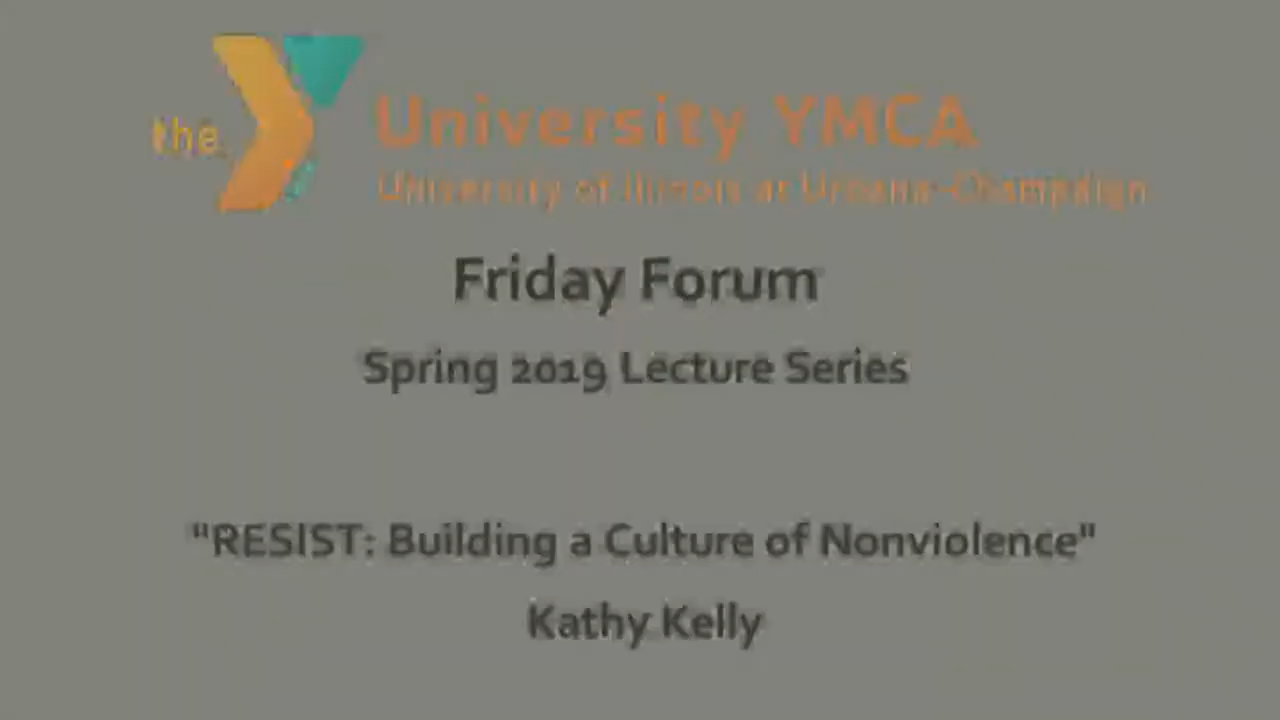 the
University YMCA
University of Illinois at Urbana-Champaign
Friday Forum
Spring 2019 Lecture Series
"RESIST: Building a Culture of Nonviolence"
Kathy Kelly